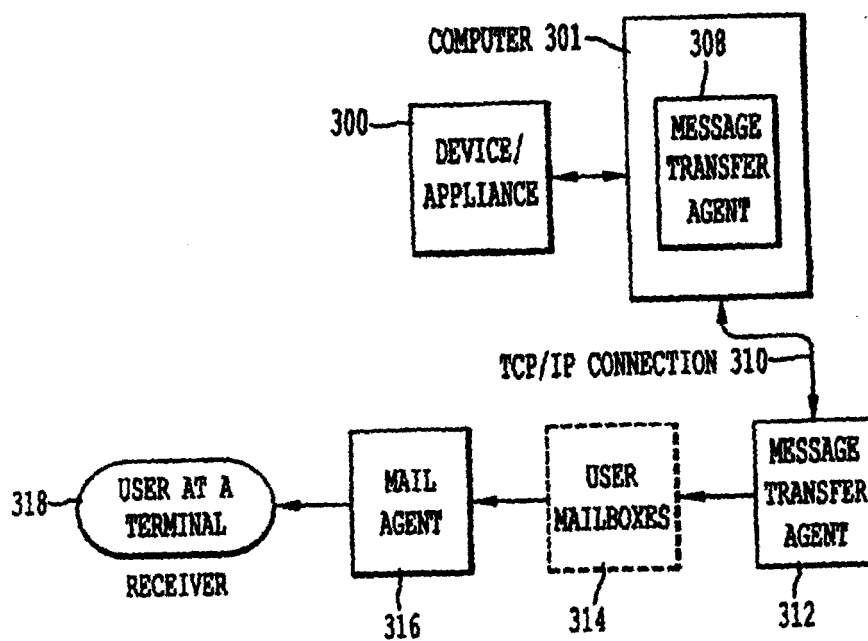 COMPUTER 301
308
300
DEVICE/
APPLIANCE
MESSAGE
TRANSFER
AGENT
TCP/IP CONNECTION 310
318
USER AT A
TERMINAL
RECEIVER
MAIL
AGENT
316
USER
MAILBOXES
314
MESSAGE
TRANSFER
AGENT
312